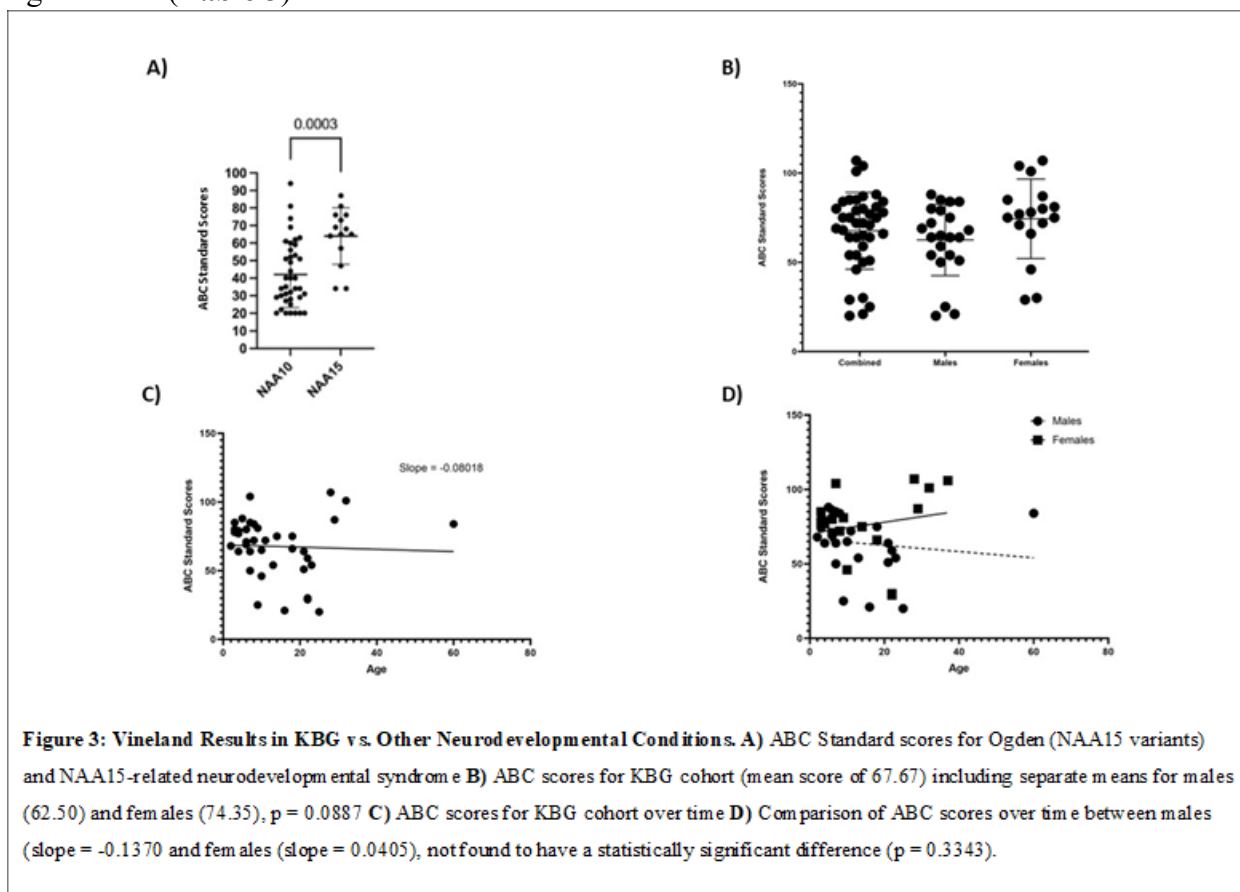 A)
0.0003
ABC Standard Scores
100
90
80
70
60
50
40
30
20
10
0
NAA10
NAA15
B)
ABC Standard Scores
150
100
50
0
Combined
Males
Females
C)
ABC Standard Scores
150
100
50
0
Slope = -0.08018
0
20
40
60
80
Age
D)
ABC Standard Scores
150
100
50
0
Males
Females
0
20
40
60
80
Age
Figure 3: Vineland Results in KBG vs. Other Neurodevelopmental Conditions. A) ABC Standard scores for Ogden (NAA15 variants)
and NAA15-related neurodevelopmental syndrome B) ABC scores for KBG cohort (mean score of 67.67) including separate means for males
(62.50) and females (74.35), p = 0.0887 C) ABC scores for KBG cohort over time D) Comparison of ABC scores over time between males
(slope = -0.1370 and females (slope = 0.0405), not found to have a statistically significant difference (p = 0.3343).